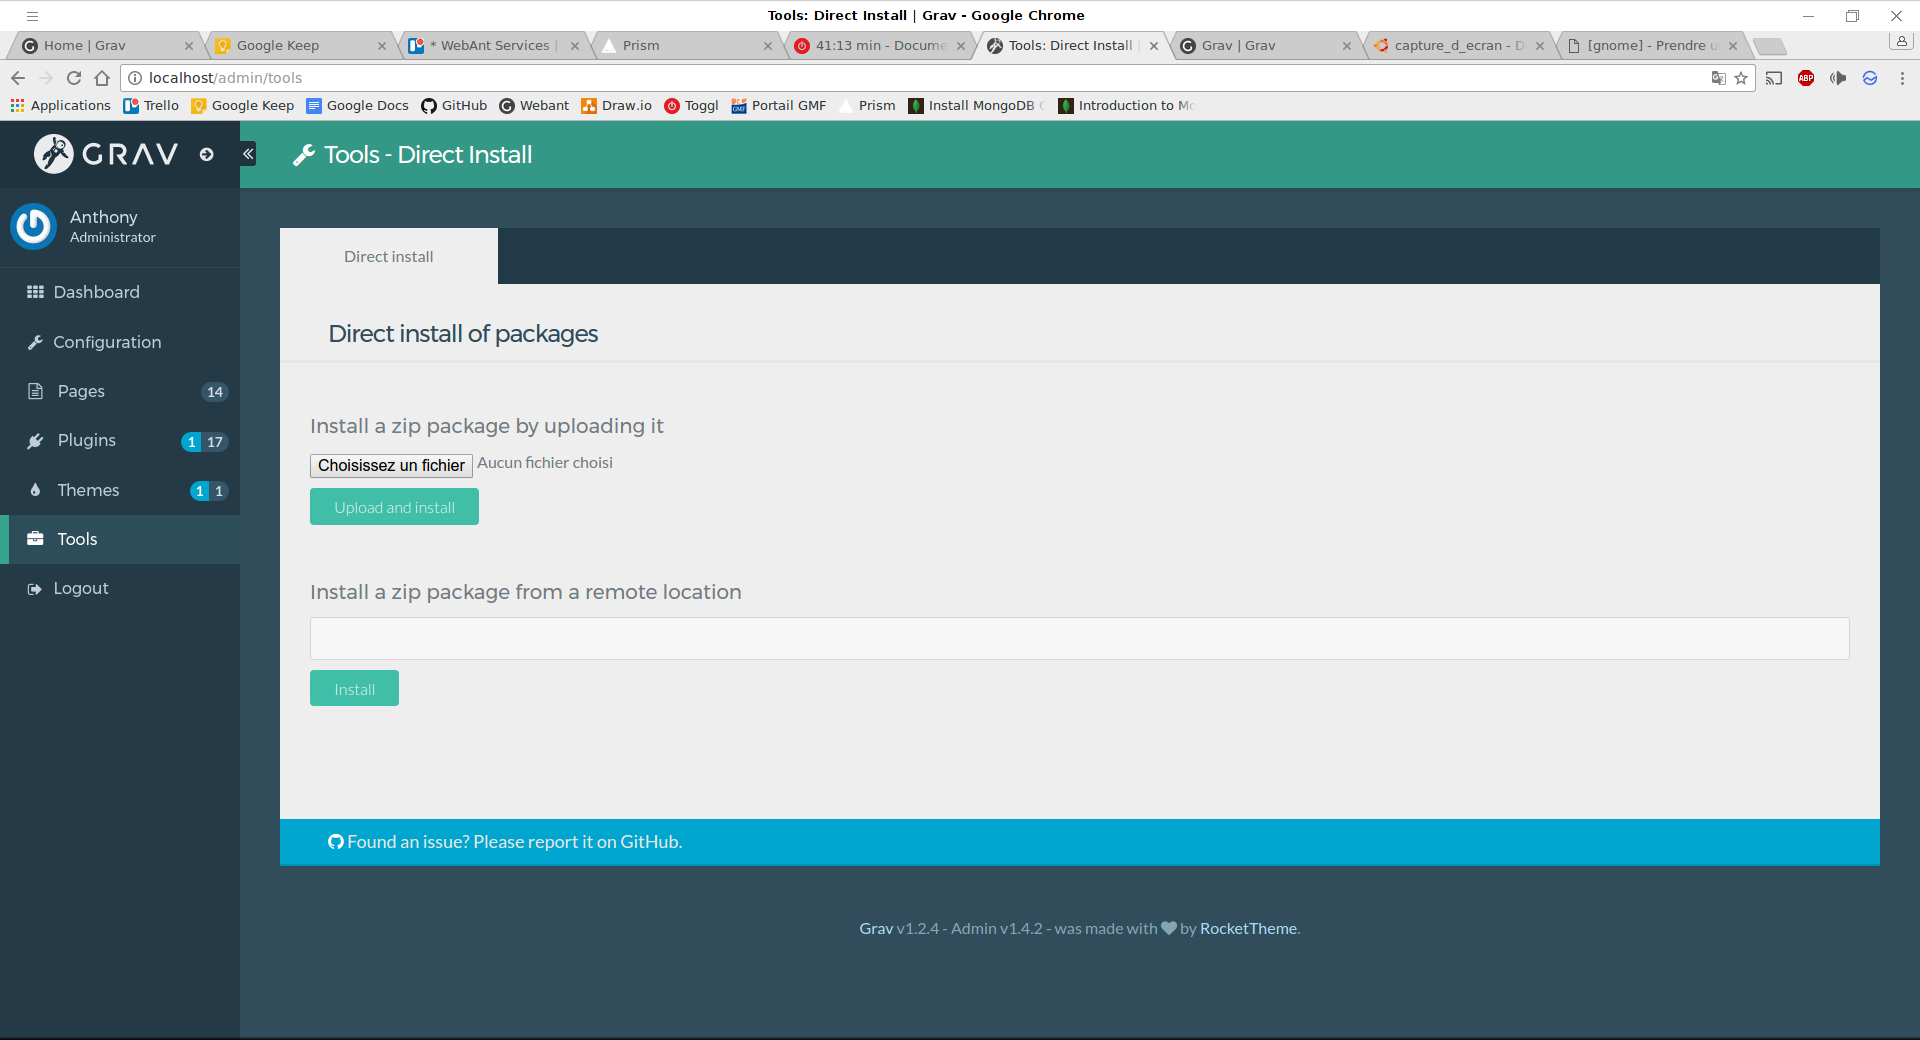 Tools: Direct Install | Grav - Google Chrome
Home | Grav
Google Keep
* WebAnt Services |
Prism
41:13 min - Docume
Tools: Direct Install |
Grav | Grav
capture_d_ecran - D
[gnome] - Prendre u
localhost/admin/tools
ABP
Applications
Trello
Google Keep
Google Docs
GitHub
Webant
Draw.io
Toggl
GMF
Portail GMF
Prism
Install MongoDB C
Introduction to Mo
GRAV
Tools - Direct Install
Anthony
Administrator
Dashboard
Configuration
Pages 14
Plugins 1 17
Themes 1 1
Tools
Logout
Direct install
Direct install of packages
Install a zip package by uploading it
Choisissez un fichier Aucun fichier choisi
Upload and install
Install a zip package from a remote location
Install
Found an issue? Please report it on GitHub.
Grav v1.2.4 - Admin v1.4.2 - was made with by RocketTheme.